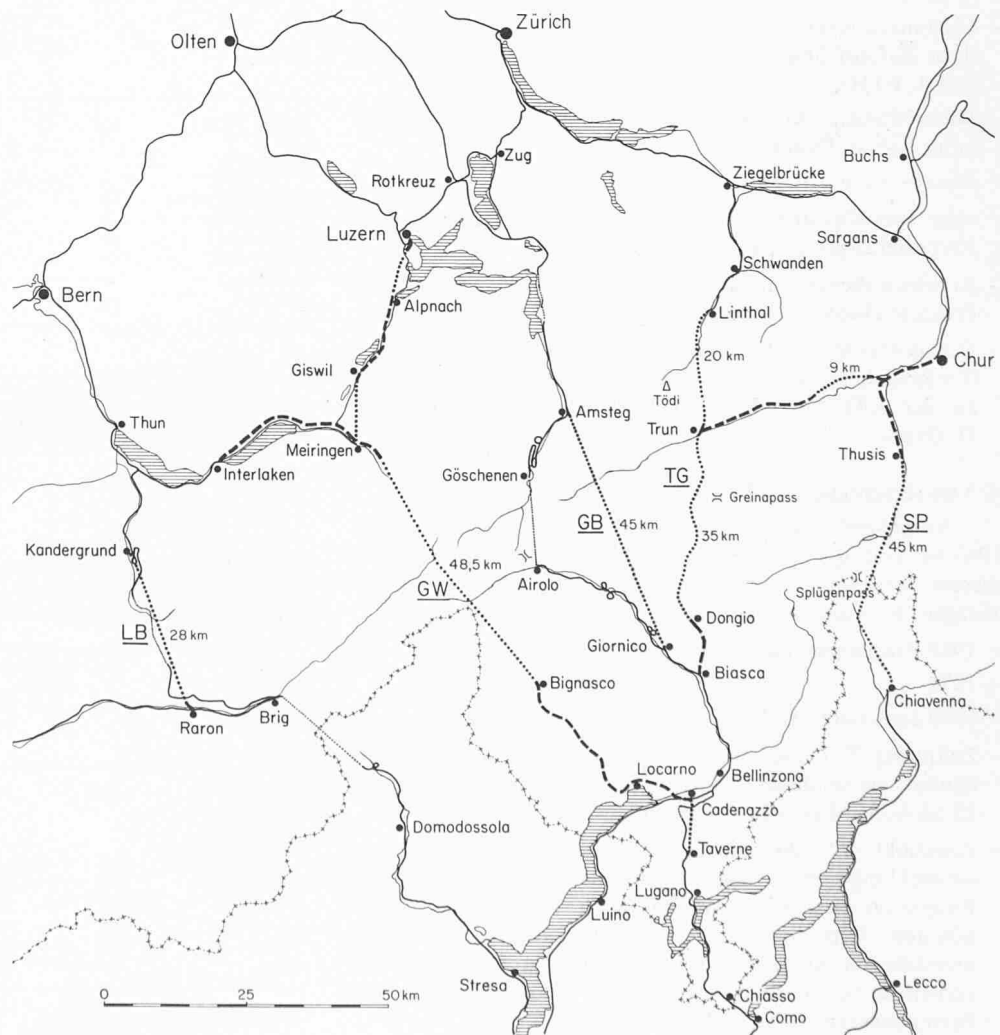 Zürich
Olten
Zug
Rotkreuz
Buchs
Ziegelbrücke
Luzern
Sargans
Schwanden
Bern
Alpnach
Linthal
Giswil
20 km
9 km
Chur
Tödi
Thun
Amsteg
Trun
Meiringen
Thusis
Interlaken
Göschenen
TG
Greinapass
SP
GB
45 km
35 km
45 km
Kandergrund
48,5 km
Airolo
Splügenpass
GW
LB
28 km
Dongio
Giornico
Biasca
Bignasco
Chiavenna
Raron
Brig
Locarno
Bellinzona
Cadenazzo
Domodossola
Taverne
Lugano
Luino
Stresa
Lecco
Chiasso
Como
0 25 50 km